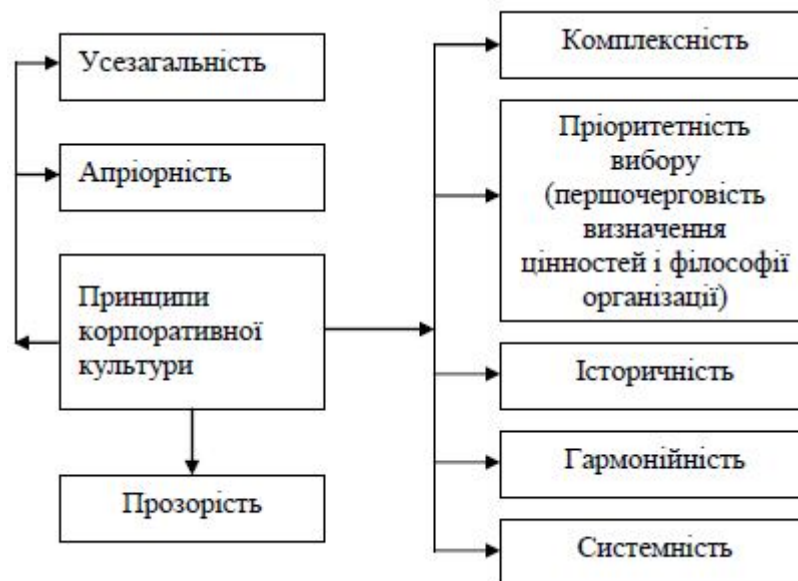 Усезагальність
Апріорність
Принципи
корпоративної
культури
Прозорість
Комплексність
Пріоритетність
вибору
(першочерговість
визначення
цінностей і філософії
організації)
Історичність
Гармонійність
Системність